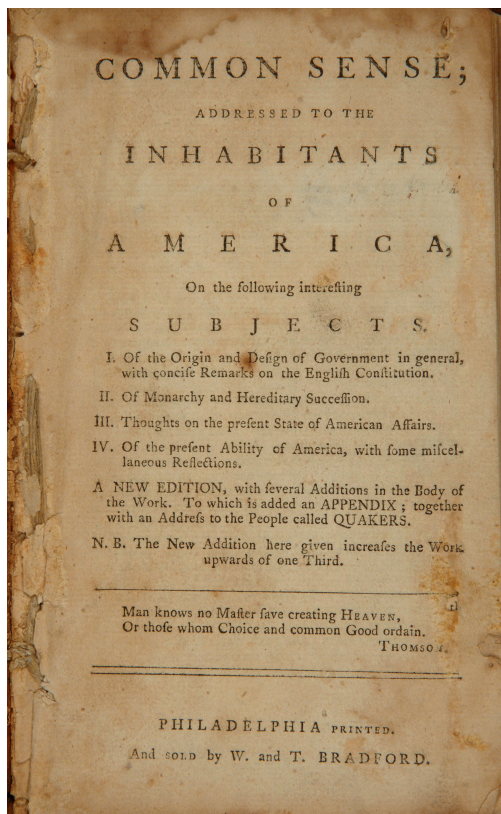 COMMON SENSE;
ADDRESSED TO THE
INHABITANTS
OF
AMERICA,
On the following intereſting
SUBJECTS.
I. Of the Origin and Deſign of Government in general,
with conciſe Remarks on the Engliſh Conſtitution.
II. Of Monarchy and Hereditary Succeſſion.
III. Thoughts on the preſent State of American Affairs.
IV. Of the preſent Ability of America, with ſome miſcel-
laneous Reflections.
A NEW EDITION, with ſeveral Additions in the Body of
the Work. To which is added an APPENDIX; together
with an Addreſs to the People called QUAKERS.
N. B. The New Addition here given increaſes the Work
upwards of one Third.
Man knows no Maſter ſave creating HEAVEN,
Or thoſe whom Choice and common Good ordain.
THOMSON.
PHILADELPHIA PRINTED.
And SOLD by W. and T. BRADFORD.